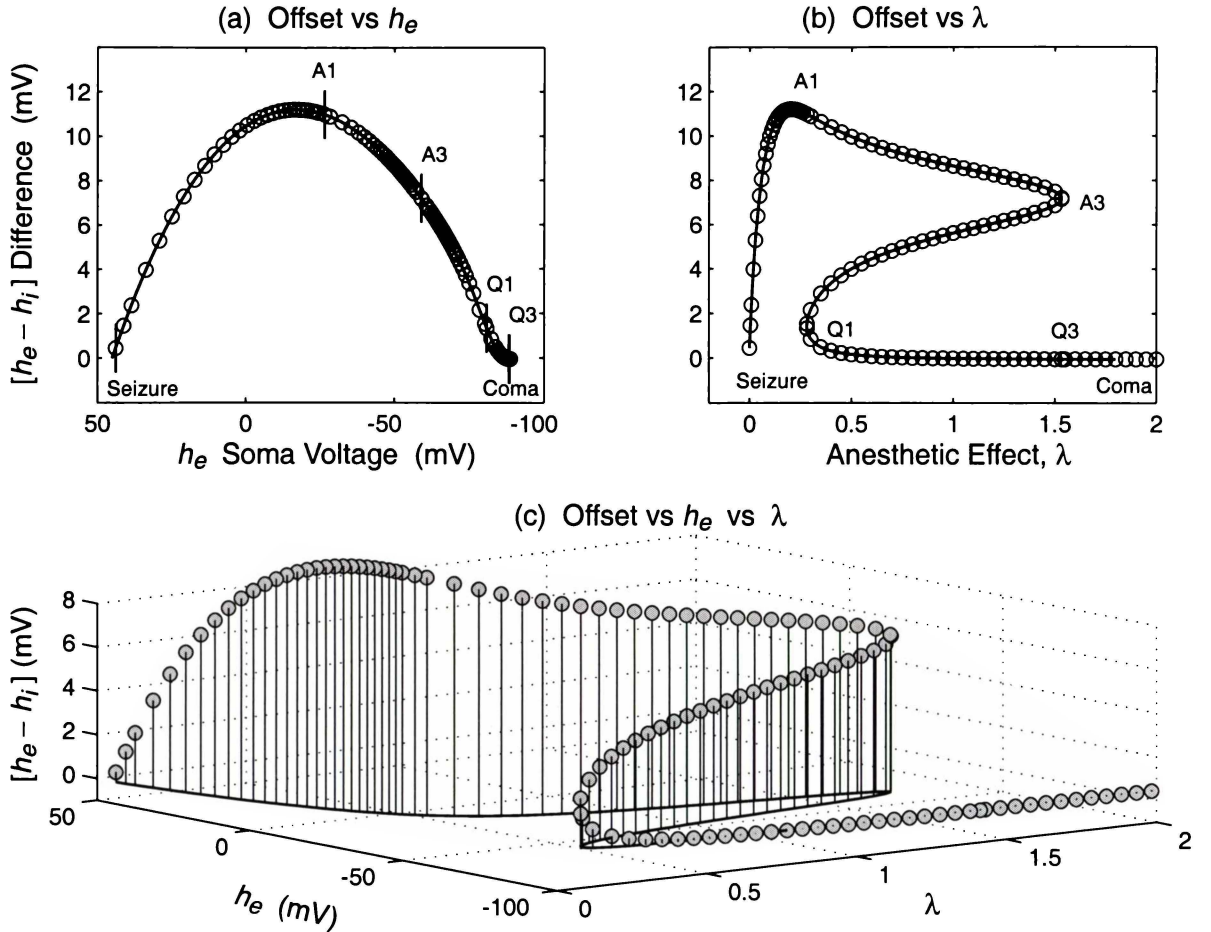 (a) Offset vs he
(b) Offset vs λ
[he – hi] Difference (mV)
12
10
8
6
4
2
0
A1
A3
Q1
Q3
Seizure
Coma
50
0
-50
-100
he Soma Voltage (mV)
12
10
8
6
4
2
0
A1
A3
Q1
Q3
Seizure
Coma
0
0.5
1
1.5
2
Anesthetic Effect, λ
(c) Offset vs he vs λ
[he – hi] (mV)
8
6
4
2
0
50
0
-50
-100
he (mV)
0
0.5
1
1.5
2
λ